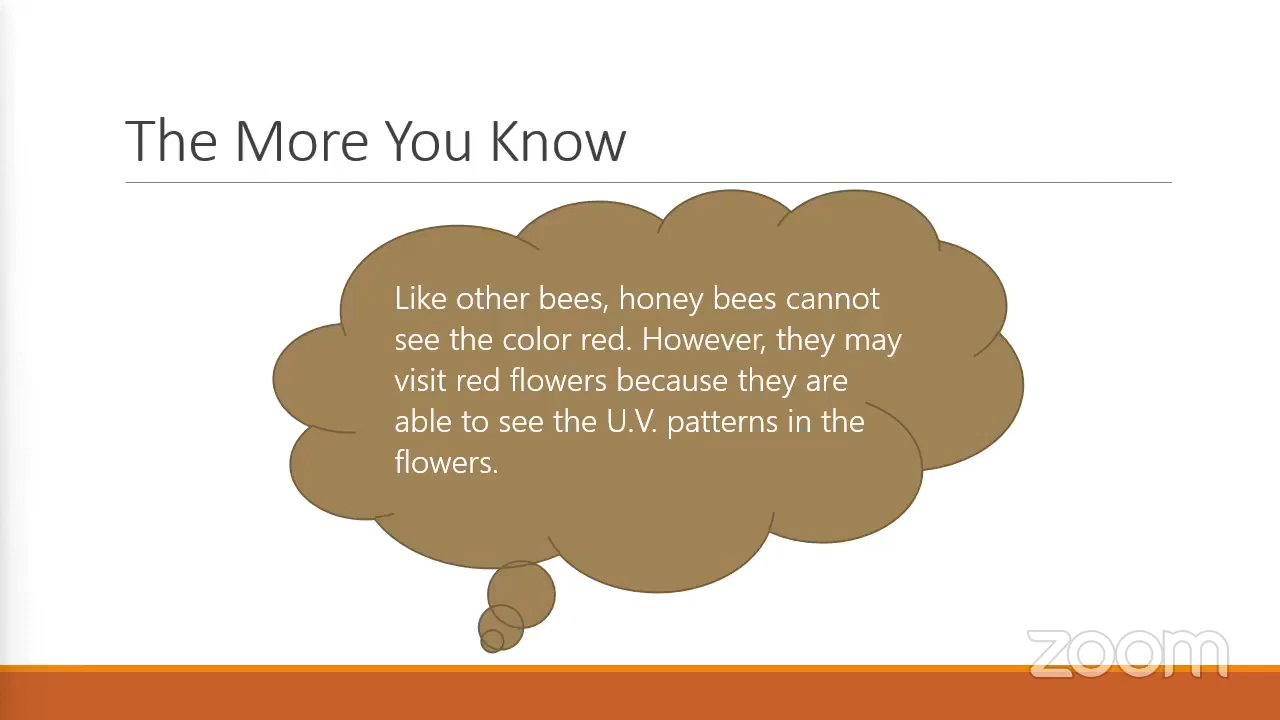 The More You Know
Like other bees, honey bees cannot
see the color red. However, they may
visit red flowers because they are
able to see the U.V. patterns in the
flowers.
zoom